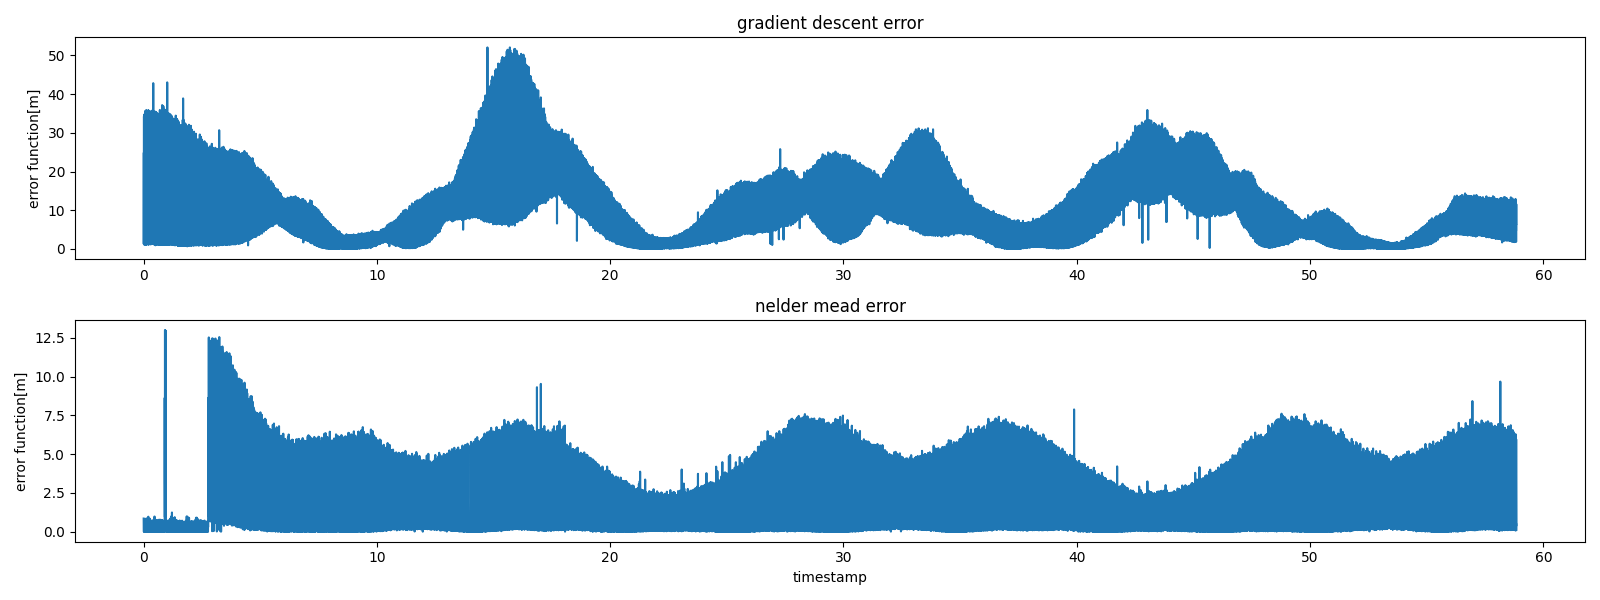 gradient descent error
error function[m]
50
40
30
20
10
0
0 10 20 30 40 50 60
nelder mead error
error function[m]
12.5
10.0
7.5
5.0
2.5
0.0
0 10 20 30 40 50 60
timestamp